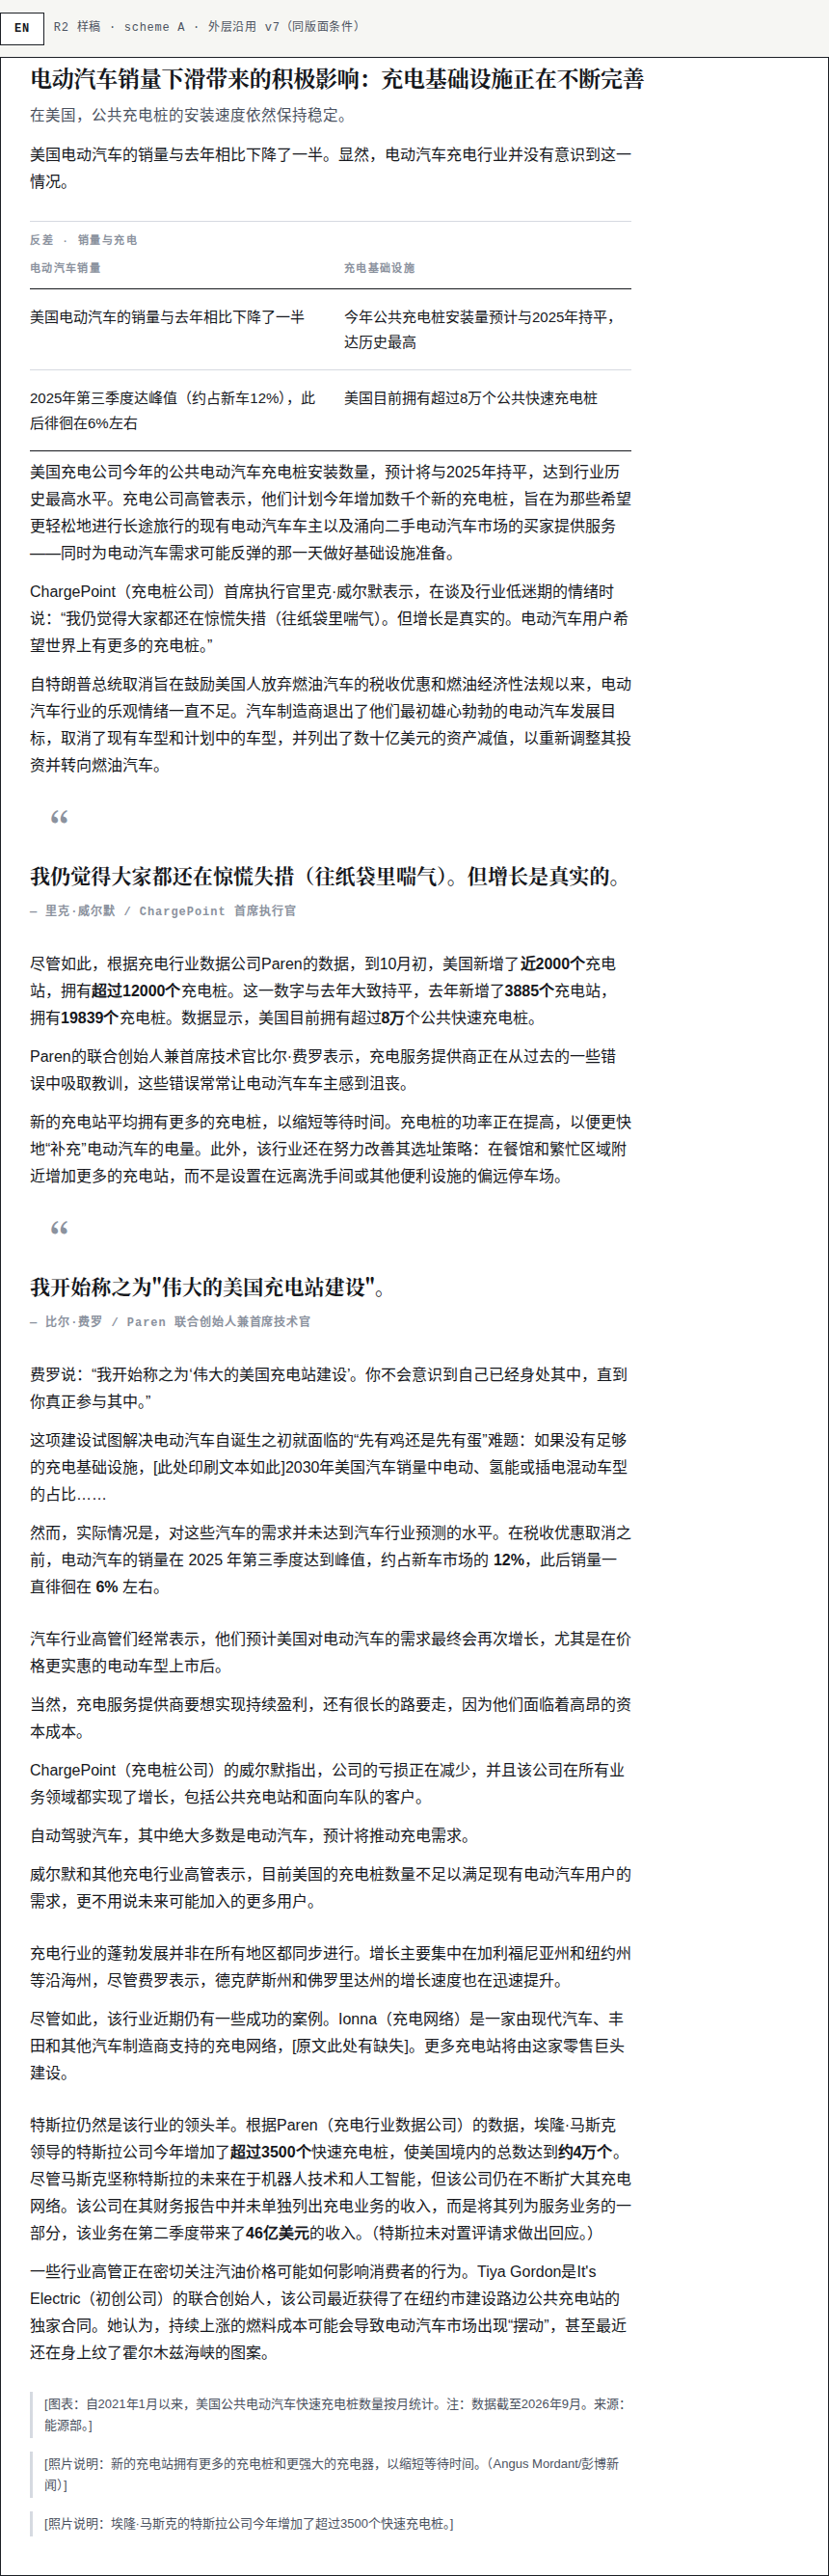 EN R2 样稿 · scheme A · 外层沿用 v7（同版面条件）
电动汽车销量下滑带来的积极影响：充电基础设施正在不断完善
在美国，公共充电桩的安装速度依然保持稳定。
美国电动汽车的销量与去年相比下降了一半。显然，电动汽车充电行业并没有意识到这一
情况。
反差 · 销量与充电
电动汽车销量 充电基础设施
美国电动汽车的销量与去年相比下降了一半 今年公共充电桩安装量预计与2025年持平，
达历史最高
2025年第三季度达峰值（约占新车12%），此 美国目前拥有超过8万个公共快速充电桩
后徘徊在6%左右
美国充电公司今年的公共电动汽车充电桩安装数量，预计将与2025年持平，达到行业历
史最高水平。充电公司高管表示，他们计划今年增加数千个新的充电桩，旨在为那些希望
更轻松地进行长途旅行的现有电动汽车车主以及涌向二手电动汽车市场的买家提供服务
——同时为电动汽车需求可能反弹的那一天做好基础设施准备。
ChargePoint（充电桩公司）首席执行官里克·威尔默表示，在谈及行业低迷期的情绪时
说：“我仍觉得大家都还在惊慌失措（往纸袋里喘气）。但增长是真实的。电动汽车用户希
望世界上有更多的充电桩。”
自特朗普总统取消旨在鼓励美国人放弃燃油汽车的税收优惠和燃油经济性法规以来，电动
汽车行业的乐观情绪一直不足。汽车制造商退出了他们最初雄心勃勃的电动汽车发展目
标，取消了现有车型和计划中的车型，并列出了数十亿美元的资产减值，以重新调整其投
资并转向燃油汽车。
“
我仍觉得大家都还在惊慌失措（往纸袋里喘气）。但增长是真实的。
— 里克·威尔默 / ChargePoint 首席执行官
尽管如此，根据充电行业数据公司Paren的数据，到10月初，美国新增了近2000个充电
站，拥有超过12000个充电桩。这一数字与去年大致持平，去年新增了3885个充电站，
拥有19839个充电桩。数据显示，美国目前拥有超过8万个公共快速充电桩。
Paren的联合创始人兼首席技术官比尔·费罗表示，充电服务提供商正在从过去的一些错
误中吸取教训，这些错误常常让电动汽车车主感到沮丧。
新的充电站平均拥有更多的充电桩，以缩短等待时间。充电桩的功率正在提高，以便更快
地“补充”电动汽车的电量。此外，该行业还在努力改善其选址策略：在餐馆和繁忙区域附
近增加更多的充电站，而不是设置在远离洗手间或其他便利设施的偏远停车场。
“
我开始称之为"伟大的美国充电站建设"。
— 比尔·费罗 / Paren 联合创始人兼首席技术官
费罗说：“我开始称之为‘伟大的美国充电站建设’。你不会意识到自己已经身处其中，直到
你真正参与其中。”
这项建设试图解决电动汽车自诞生之初就面临的“先有鸡还是先有蛋”难题：如果没有足够
的充电基础设施，[此处印刷文本如此]2030年美国汽车销量中电动、氢能或插电混动车型
的占比……
然而，实际情况是，对这些汽车的需求并未达到汽车行业预测的水平。在税收优惠取消之
前，电动汽车的销量在 2025 年第三季度达到峰值，约占新车市场的 12%，此后销量一
直徘徊在 6% 左右。
汽车行业高管们经常表示，他们预计美国对电动汽车的需求最终会再次增长，尤其是在价
格更实惠的电动车型上市后。
当然，充电服务提供商要想实现持续盈利，还有很长的路要走，因为他们面临着高昂的资
本成本。
ChargePoint（充电桩公司）的威尔默指出，公司的亏损正在减少，并且该公司在所有业
务领域都实现了增长，包括公共充电站和面向车队的客户。
自动驾驶汽车，其中绝大多数是电动汽车，预计将推动充电需求。
威尔默和其他充电行业高管表示，目前美国的充电桩数量不足以满足现有电动汽车用户的
需求，更不用说未来可能加入的更多用户。
充电行业的蓬勃发展并非在所有地区都同步进行。增长主要集中在加利福尼亚州和纽约州
等沿海州，尽管费罗表示，德克萨斯州和佛罗里达州的增长速度也在迅速提升。
尽管如此，该行业近期仍有一些成功的案例。Ionna（充电网络）是一家由现代汽车、丰
田和其他汽车制造商支持的充电网络，[原文此处有缺失]。更多充电站将由这家零售巨头
建设。
特斯拉仍然是该行业的领头羊。根据Paren（充电行业数据公司）的数据，埃隆·马斯克
领导的特斯拉公司今年增加了超过3500个快速充电桩，使美国境内的总数达到约4万个。
尽管马斯克坚称特斯拉的未来在于机器人技术和人工智能，但该公司仍在不断扩大其充电
网络。该公司在其财务报告中并未单独列出充电业务的收入，而是将其列为服务业务的一
部分，该业务在第二季度带来了46亿美元的收入。（特斯拉未对置评请求做出回应。）
一些行业高管正在密切关注汽油价格可能如何影响消费者的行为。Tiya Gordon是It's
Electric（初创公司）的联合创始人，该公司最近获得了在纽约市建设路边公共充电站的
独家合同。她认为，持续上涨的燃料成本可能会导致电动汽车市场出现“摆动”，甚至最近
还在身上纹了霍尔木兹海峡的图案。
[图表：自2021年1月以来，美国公共电动汽车快速充电桩数量按月统计。注：数据截至2026年9月。来源：
能源部。]
[照片说明：新的充电站拥有更多的充电桩和更强大的充电器，以缩短等待时间。（Angus Mordant/彭博新
闻）]
[照片说明：埃隆·马斯克的特斯拉公司今年增加了超过3500个快速充电桩。]